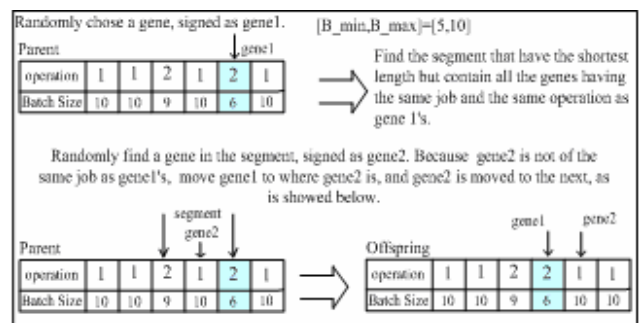 Randomly chose a gene, signed as gene1.
[B_min,B_max]=[5,10]
gene1
Parent
operation 1 1 2 1 2 1
Batch Size 10 10 9 10 6 10
Find the segment that have the shortest
length but contain all the genes having
the same job and the same operation as
gene 1's.
Randomly find a gene in the segment, signed as gene2. Because gene2 is not of the
same job as gene1's, move gene1 to where gene2 is, and gene2 is moved to the next, as
is showed below.
segment
gene2
Parent
operation 1 1 2 1 2 1
Batch Size 10 10 9 10 6 10
gene1 gene2
Offspring
operation 1 1 2 2 1 1
Batch Size 10 10 9 6 10 10